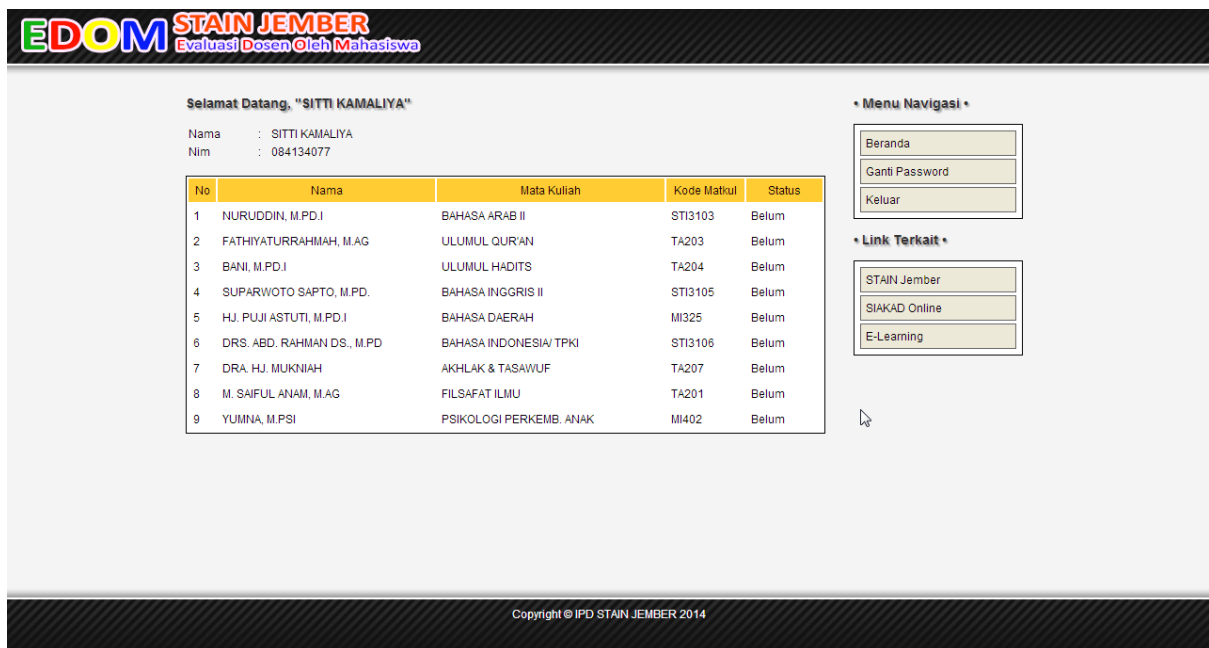 EDOM STAIN JEMBER
Evaluasi Dosen Oleh Mahasiswa
Selamat Datang, "SITTI KAMALIYA"
Nama : SITTI KAMALIYA
Nim : 084134077
No Nama Mata Kuliah Kode Matkul Status
1 NURUDDIN, M.PD.I BAHASA ARAB II STI3103 Belum
2 FATHIYATURRAHMAH, M.AG ULUMUL QUR'AN TA203 Belum
3 BANI, M.PD.I ULUMUL HADITS TA204 Belum
4 SUPARWOTO SAPTO, M.PD. BAHASA INGGRIS II STI3105 Belum
5 HJ. PUJI ASTUTI, M.PD.I BAHASA DAERAH MI325 Belum
6 DRS. ABD. RAHMAN DS., M.PD BAHASA INDONESIA/ TPKI STI3106 Belum
7 DRA. HJ. MUKNIAH AKHLAK & TASAWUF TA207 Belum
8 M. SAIFUL ANAM, M.AG FILSAFAT ILMU TA201 Belum
9 YUMNA, M.PSI PSIKOLOGI PERKEMB. ANAK MI402 Belum
• Menu Navigasi •
Beranda
Ganti Password
Keluar
• Link Terkait •
STAIN Jember
SIAKAD Online
E-Learning
Copyright © IPD STAIN JEMBER 2014